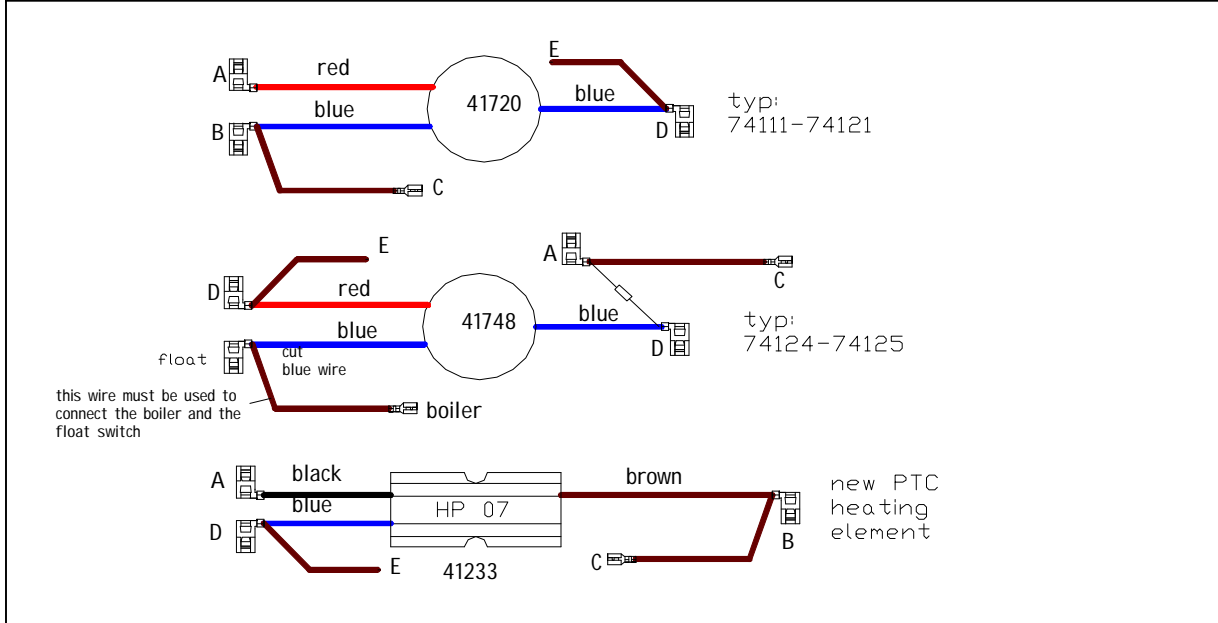 E
A
red
blue
41720
blue
typ:
74111-74121
B
D
C
E
A
C
D
red
blue
41748
blue
typ:
74124-74125
D
float
cut
blue wire
this wire must be used to
connect the boiler and the
float switch
boiler
A
black
brown
new PTC
heating
element
blue
HP 07
D
B
C
E
41233